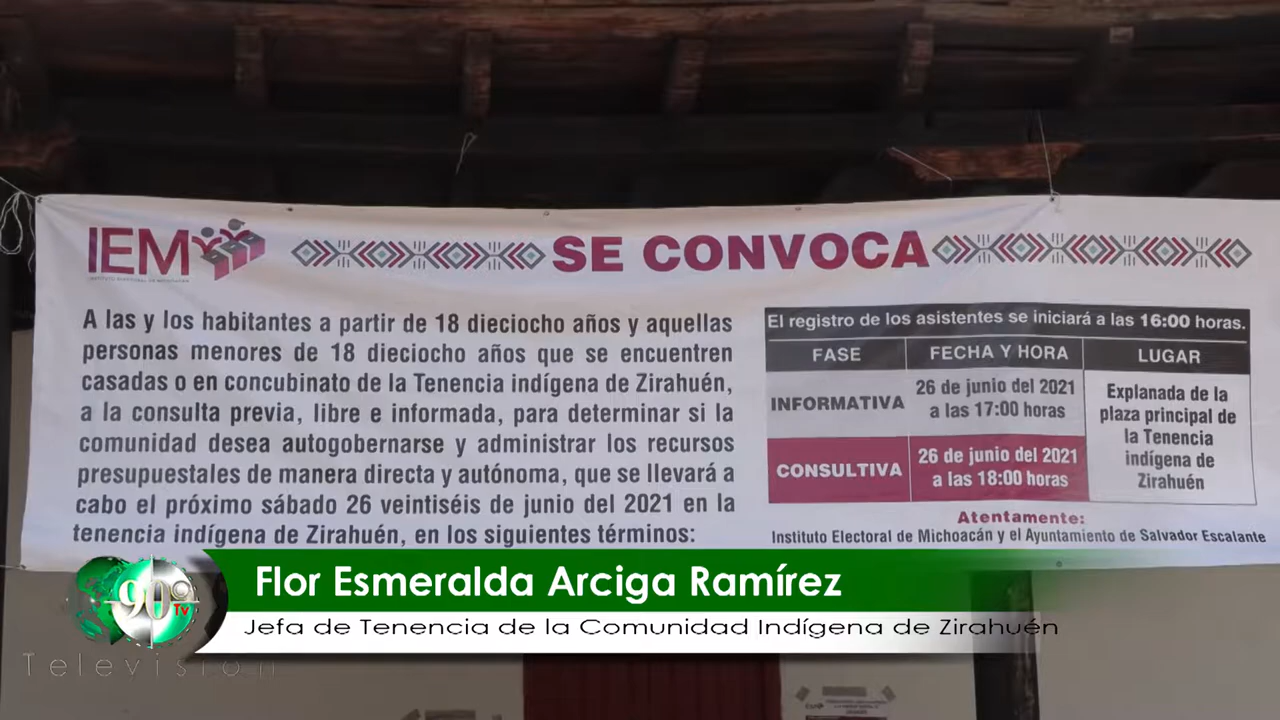 IEM
INSTITUTO ELECTORAL DE MICHOACÁN
SE CONVOCA
A las y los habitantes a partir de 18 dieciocho años y aquellas
personas menores de 18 dieciocho años que se encuentren
casadas o en concubinato de la Tenencia indígena de Zirahuén,
a la consulta previa, libre e informada, para determinar si la
comunidad desea autogobernarse y administrar los recursos
presupuestales de manera directa y autónoma, que se llevará a
cabo el próximo sábado 26 veintiséis de junio del 2021 en la
tenencia indígena de Zirahuén, en los siguientes términos:
El registro de los asistentes se iniciará a las 16:00 horas.
FASE FECHA Y HORA LUGAR
INFORMATIVA 26 de junio del 2021
a las 17:00 horas
CONSULTIVA 26 de junio del 2021
a las 18:00 horas
Explanada de la
plaza principal de
la Tenencia
indígena de
Zirahuén
Atentamente:
Instituto Electoral de Michoacán y el Ayuntamiento de Salvador Escalante
Flor Esmeralda Arciga Ramírez
Jefa de Tenencia de la Comunidad Indígena de Zirahuén
90° Tv
Televisión